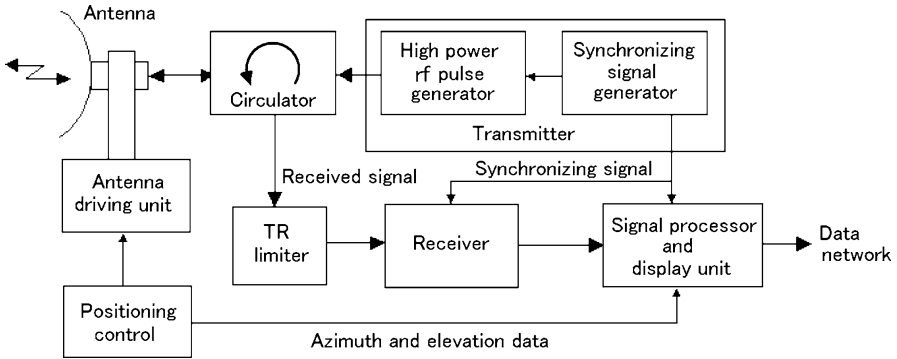 Antenna
High power
rf pulse
generator
Synchronizing
signal
generator
Circulator
Transmitter
Antenna
driving unit
Received signal
Synchronizing signal
TR
limiter
Receiver
Signal processor
and
display unit
Data
network
Positioning
control
Azimuth and elevation data